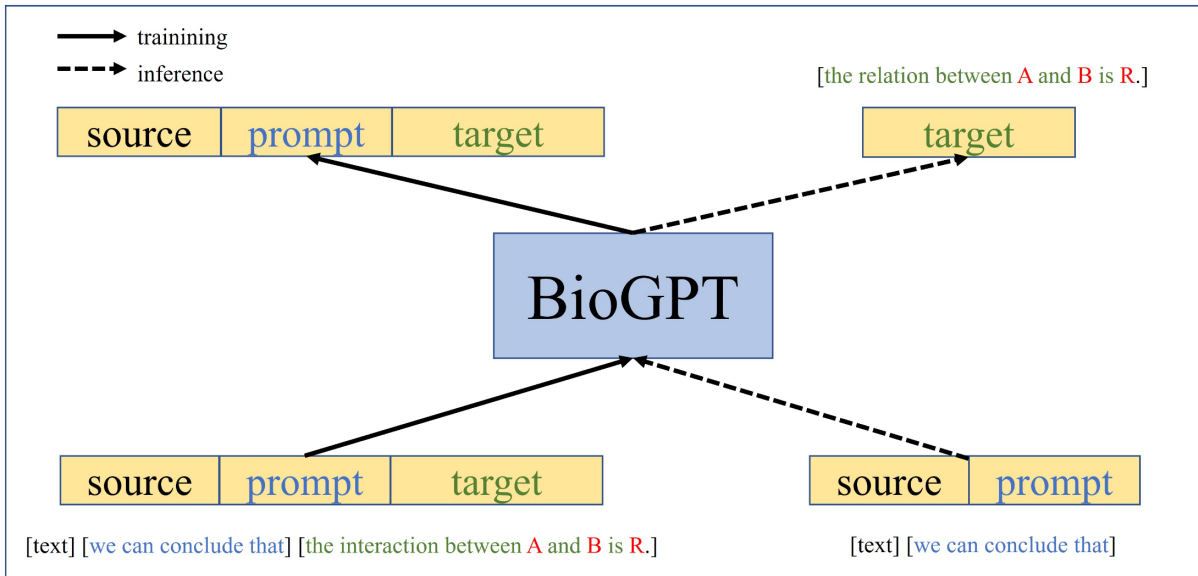 trainining
inference
[the relation between A and B is R.]
source prompt target
target
BioGPT
source prompt target
source prompt
[text] [we can conclude that] [the interaction between A and B is R.]
[text] [we can conclude that]